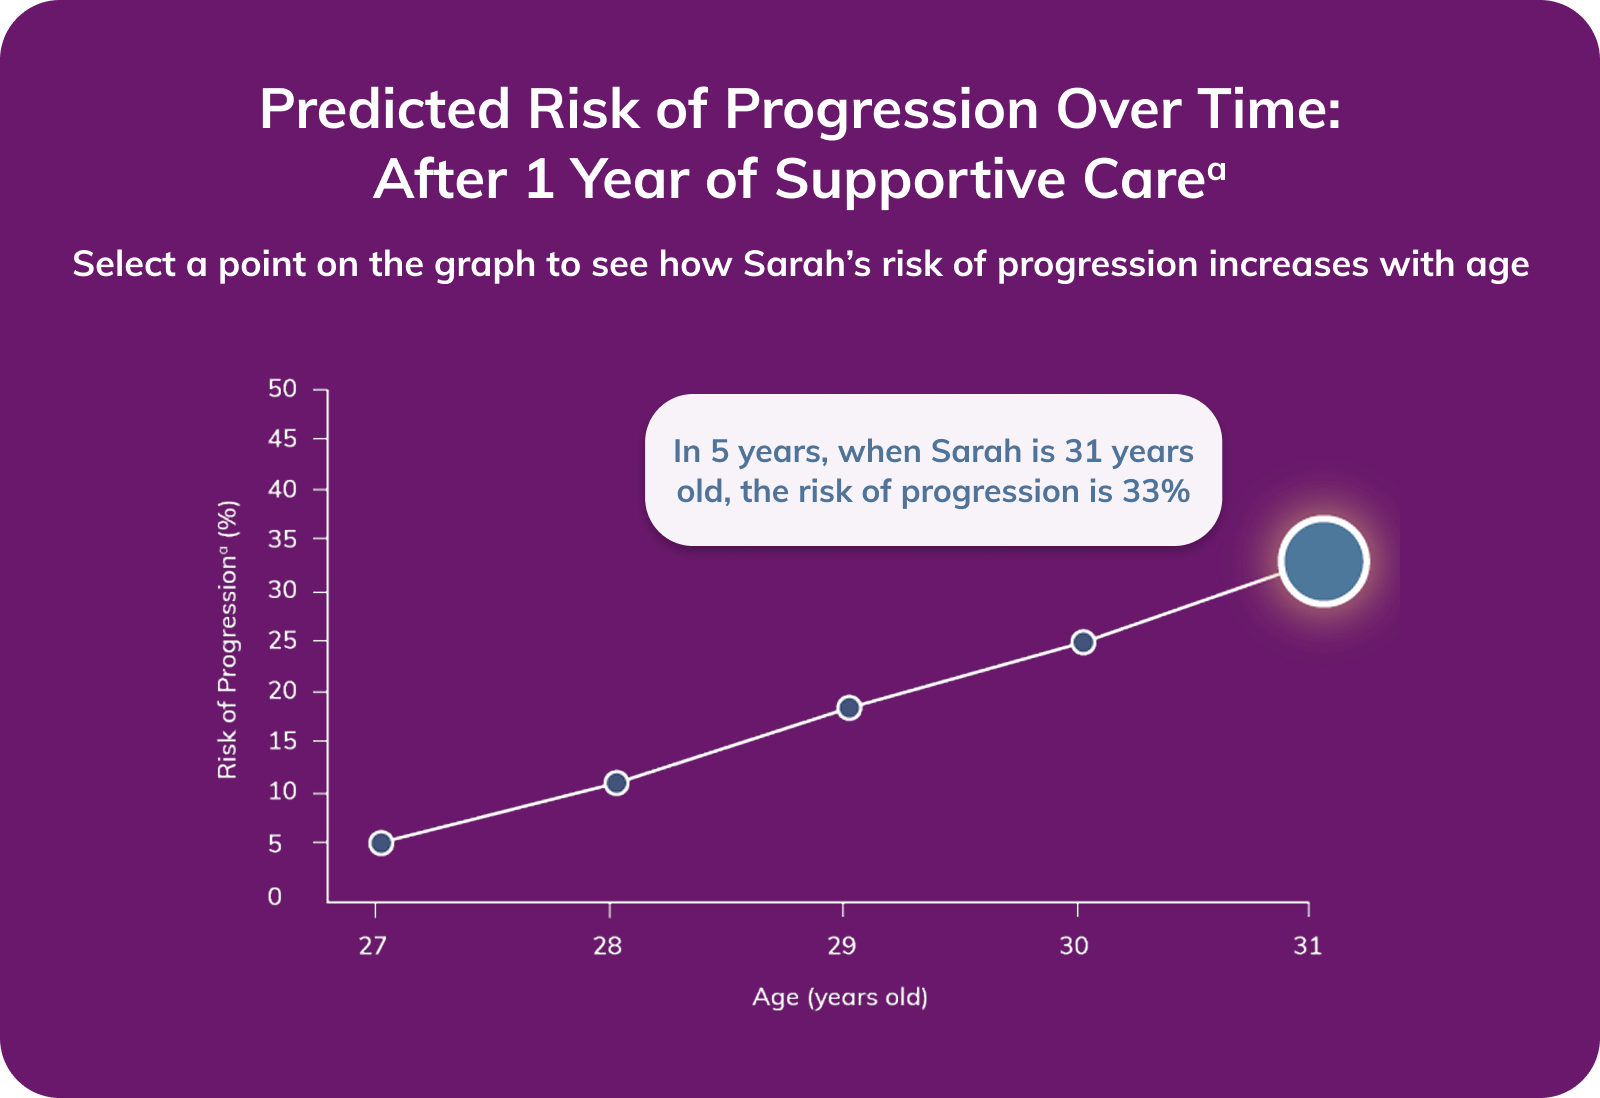 Predicted Risk of Progression Over Time:
After 1 Year of Supportive Careᵃ
Select a point on the graph to see how Sarah’s risk of progression increases with age
In 5 years, when Sarah is 31 years
old, the risk of progression is 33%
Risk of Progressionᵃ (%)
50
45
40
35
30
25
20
15
10
5
0
27 28 29 30 31
Age (years old)